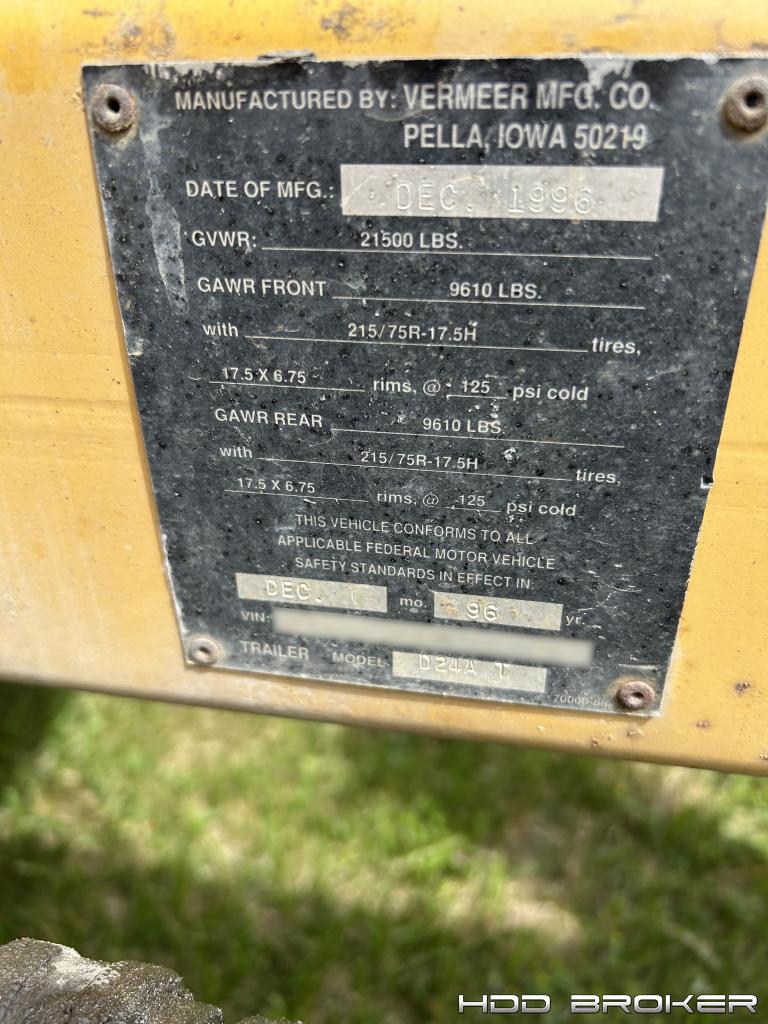 MANUFACTURED BY: VERMEER MFG. CO.
PELLA, IOWA 50219
DATE OF MFG.: DEC. 1996
GVWR: 21500 LBS.
GAWR FRONT 9610 LBS.
with 215/75R-17.5H tires,
17.5 X 6.75 rims, @ 125 psi cold
GAWR REAR 9610 LBS.
with 215/75R-17.5H tires,
17.5 X 6.75 rims, @ 125 psi cold
THIS VEHICLE CONFORMS TO ALL
APPLICABLE FEDERAL MOTOR VEHICLE
SAFETY STANDARDS IN EFFECT IN
DEC. mo. 96 yr.
VIN:
TRAILER MODEL D24A T
HDD BROKER